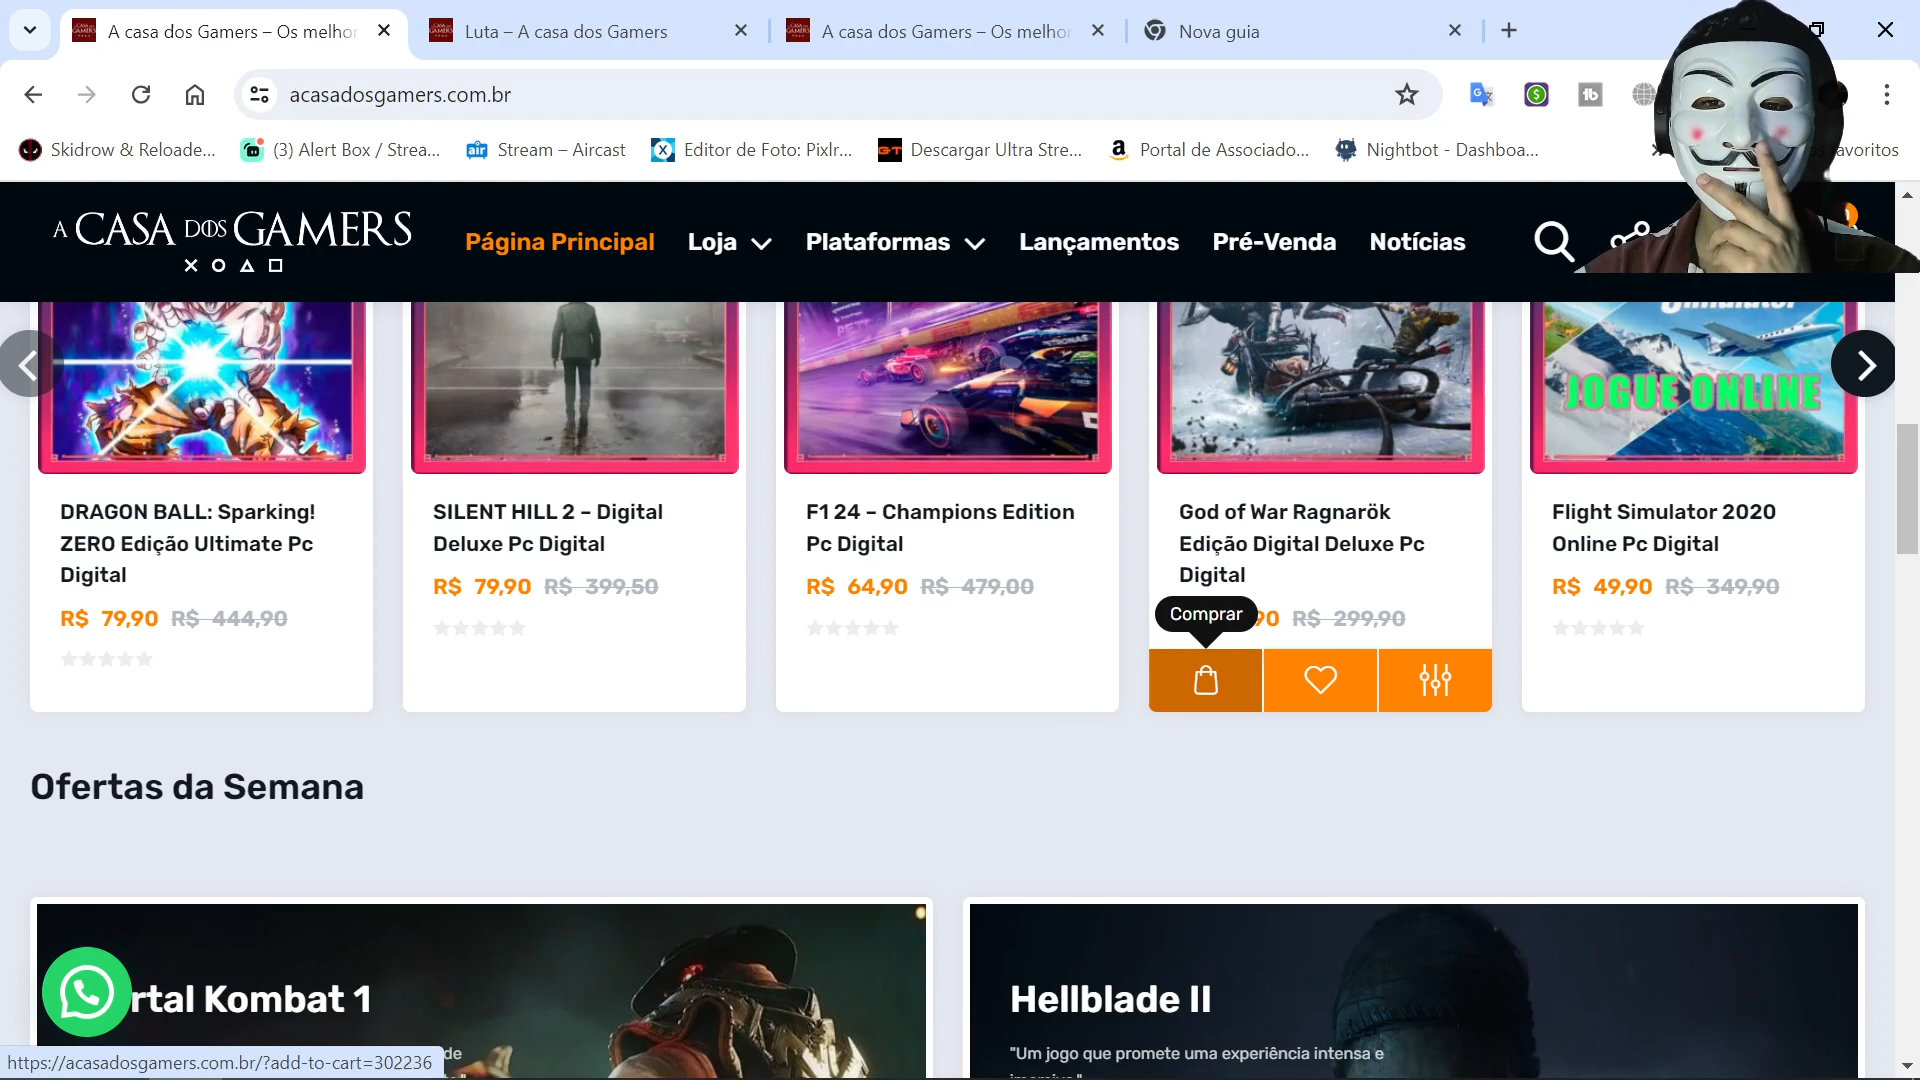 A casa dos Gamers – Os melhor
Luta – A casa dos Gamers
A casa dos Gamers – Os melhor
Nova guia
acasadosgamers.com.br
Skidrow & Reloade...
(3) Alert Box / Strea...
Stream – Aircast
Editor de Foto: Pixlr...
Descargar Ultra Stre...
Portal de Associado...
Nightbot - Dashboa...
favoritos
A CASA DOS GAMERS
Página Principal
Loja
Plataformas
Lançamentos
Pré-Venda
Notícias
JOGUE ONLINE
DRAGON BALL: Sparking!
ZERO Edição Ultimate Pc
Digital
R$ 79,90 R$ 444,90
SILENT HILL 2 – Digital
Deluxe Pc Digital
R$ 79,90 R$ 399,50
F1 24 – Champions Edition
Pc Digital
R$ 64,90 R$ 479,00
God of War Ragnarök
Edição Digital Deluxe Pc
Digital
90 R$ 299,90
Comprar
Flight Simulator 2020
Online Pc Digital
R$ 49,90 R$ 349,90
Ofertas da Semana
rtal Kombat 1
de
Hellblade II
"Um jogo que promete uma experiência intensa e
https://acasadosgamers.com.br/?add-to-cart=302236